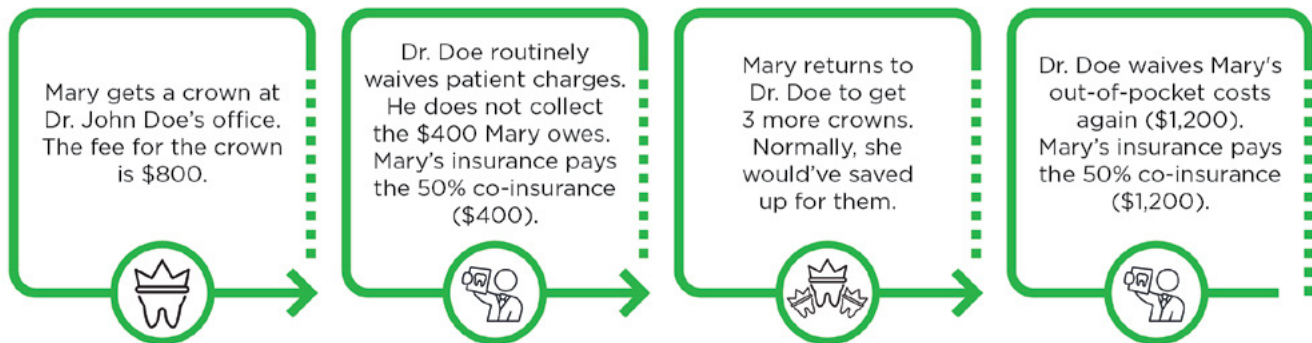 Mary gets a crown at
Dr. John Doe's office.
The fee for the crown
is $800.
Dr. Doe routinely
waives patient charges.
He does not collect
the $400 Mary owes.
Mary's insurance pays
the 50% co-insurance
($400).
Mary returns to
Dr. Doe to get
3 more crowns.
Normally, she
would've saved
up for them.
Dr. Doe waives Mary's
out-of-pocket costs
again ($1,200).
Mary's insurance pays
the 50% co-insurance
($1,200).